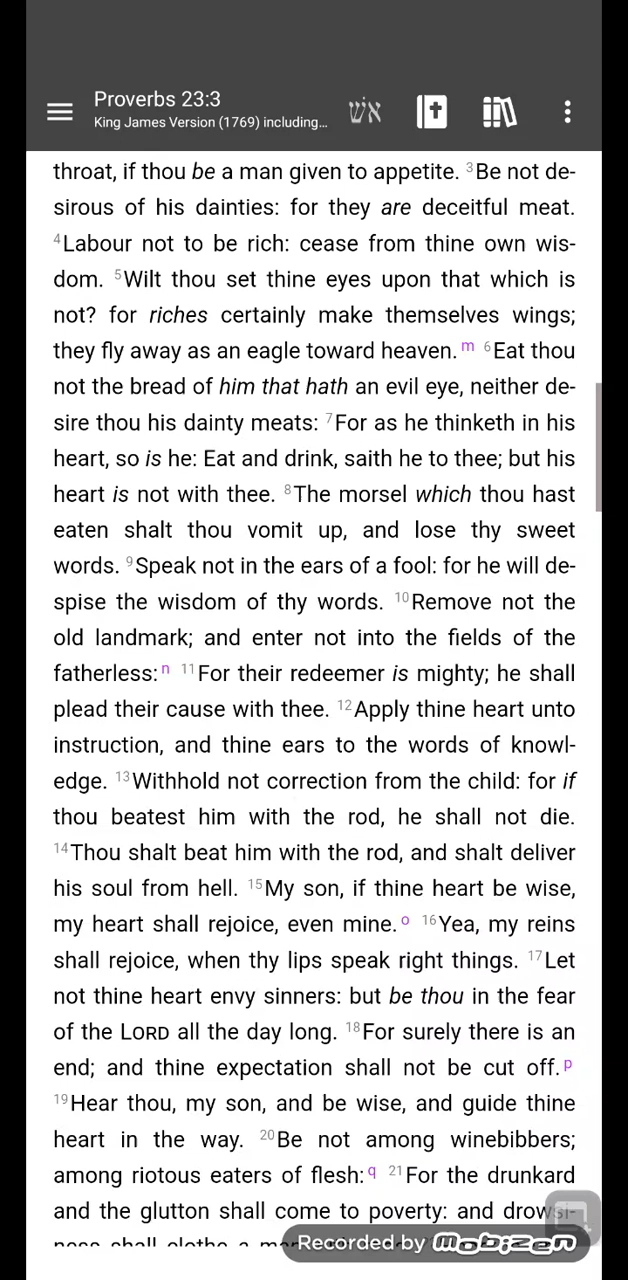 Proverbs 23:3
King James Version (1769) including...
אש
throat, if thou be a man given to appetite. 3Be not de-
sirous of his dainties: for they are deceitful meat.
4Labour not to be rich: cease from thine own wis-
dom. 5Wilt thou set thine eyes upon that which is
not? for riches certainly make themselves wings;
they fly away as an eagle toward heaven.m 6Eat thou
not the bread of him that hath an evil eye, neither de-
sire thou his dainty meats: 7For as he thinketh in his
heart, so is he: Eat and drink, saith he to thee; but his
heart is not with thee. 8The morsel which thou hast
eaten shalt thou vomit up, and lose thy sweet
words. 9Speak not in the ears of a fool: for he will de-
spise the wisdom of thy words. 10Remove not the
old landmark; and enter not into the fields of the
fatherless:n 11For their redeemer is mighty; he shall
plead their cause with thee. 12Apply thine heart unto
instruction, and thine ears to the words of knowl-
edge. 13Withhold not correction from the child: for if
thou beatest him with the rod, he shall not die.
14Thou shalt beat him with the rod, and shalt deliver
his soul from hell. 15My son, if thine heart be wise,
my heart shall rejoice, even mine.o 16Yea, my reins
shall rejoice, when thy lips speak right things. 17Let
not thine heart envy sinners: but be thou in the fear
of the LORD all the day long. 18For surely there is an
end; and thine expectation shall not be cut off.p
19Hear thou, my son, and be wise, and guide thine
heart in the way. 20Be not among winebibbers;
among riotous eaters of flesh:q 21For the drunkard
and the glutton shall come to poverty: and drowsi-
ness shall clothe a
Recorded by mobizen